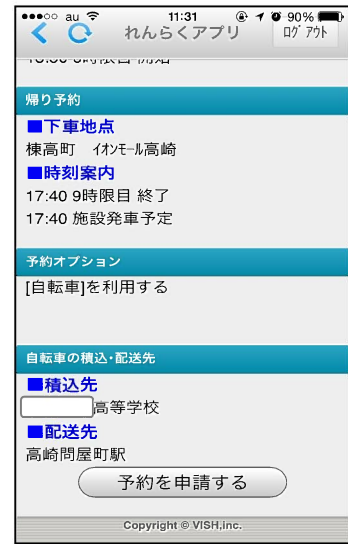 au 11:31 90%
れんらくアプリ ログアウト
帰り予約
■下車地点
棟高町 イオンモール高崎
■時刻案内
17:40 9時限目 終了
17:40 施設発車予定
予約オプション
[自転車]を利用する
自転車の積込・配送先
■積込先
高等学校
■配送先
高崎問屋町駅
予約を申請する
Copyright © VISH,inc.